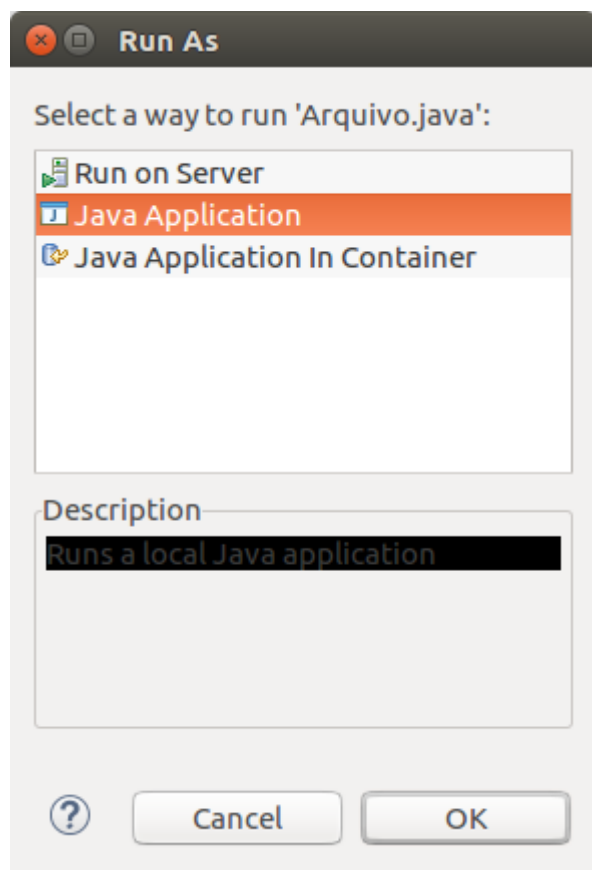 Run As
Select a way to run 'Arquivo.java':
Run on Server
Java Application
Java Application In Container
Description
Runs a local Java application
?
Cancel
OK